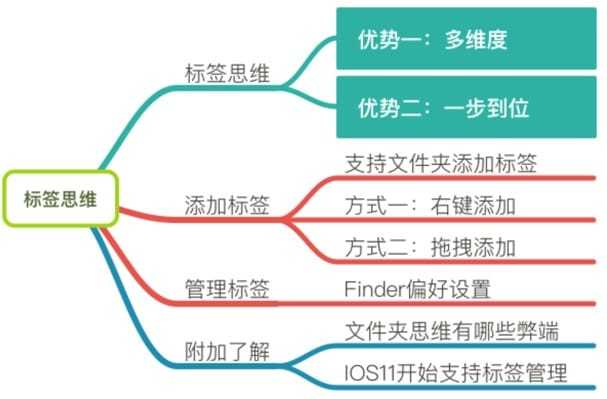 标签思维
标签思维
优势一：多维度
优势二：一步到位
添加标签
支持文件夹添加标签
方式一：右键添加
方式二：拖拽添加
管理标签
Finder偏好设置
附加了解
文件夹思维有哪些弊端
IOS11开始支持标签管理